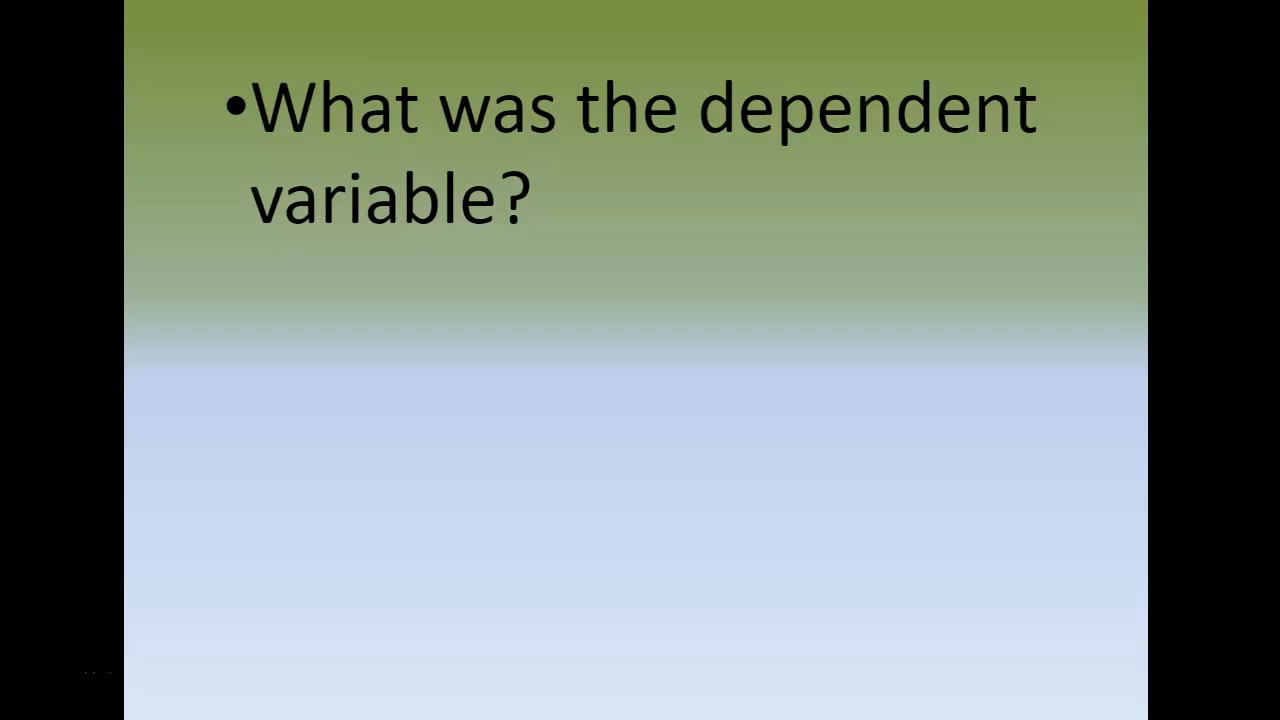 •What was the dependent
variable?